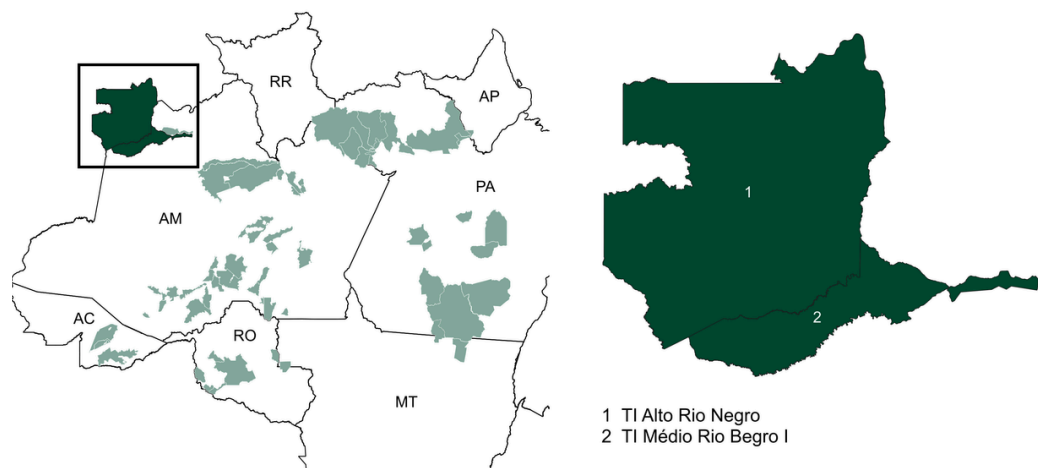 RR
AP
PA
AM
AC
RO
MT
1
2
1 TI Alto Rio Negro
2 TI Médio Rio Begro I